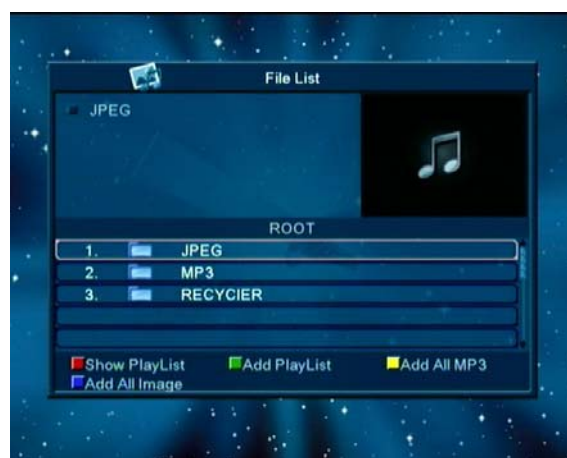 File List
JPEG
ROOT
1. JPEG
2. MP3
3. RECYCIER
Show PlayList Add PlayList Add All MP3
Add All Image